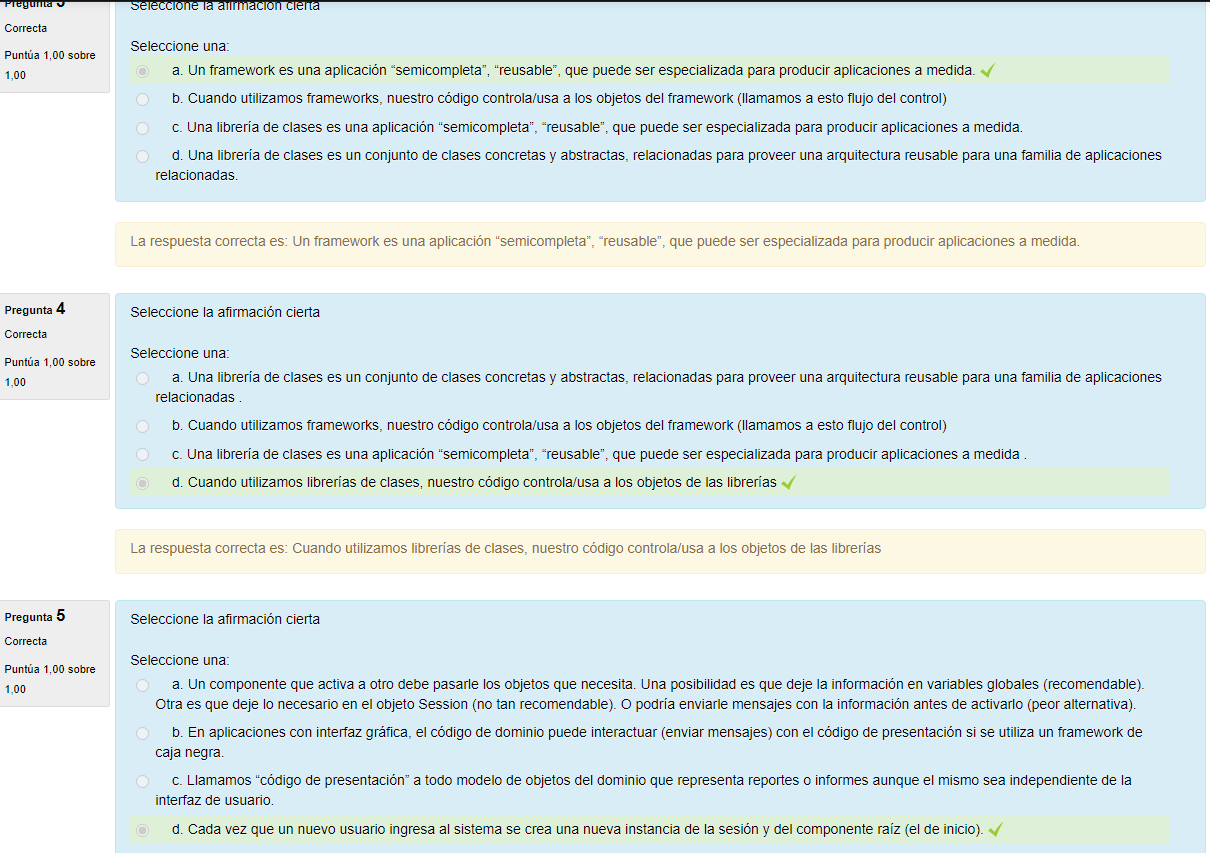 Pregunta 3
Correcta
Puntúa 1,00 sobre
1,00
Seleccione la afirmación cierta
Seleccione una:
a. Un framework es una aplicación “semicompleta”, “reusable”, que puede ser especializada para producir aplicaciones a medida.
b. Cuando utilizamos frameworks, nuestro código controla/usa a los objetos del framework (llamamos a esto flujo del control)
c. Una librería de clases es una aplicación “semicompleta”, “reusable”, que puede ser especializada para producir aplicaciones a medida.
d. Una librería de clases es un conjunto de clases concretas y abstractas, relacionadas para proveer una arquitectura reusable para una familia de aplicaciones
relacionadas.
La respuesta correcta es: Un framework es una aplicación “semicompleta”, “reusable”, que puede ser especializada para producir aplicaciones a medida.
Pregunta 4
Correcta
Puntúa 1,00 sobre
1,00
Seleccione la afirmación cierta
Seleccione una:
a. Una librería de clases es un conjunto de clases concretas y abstractas, relacionadas para proveer una arquitectura reusable para una familia de aplicaciones
relacionadas .
b. Cuando utilizamos frameworks, nuestro código controla/usa a los objetos del framework (llamamos a esto flujo del control)
c. Una librería de clases es una aplicación “semicompleta”, “reusable”, que puede ser especializada para producir aplicaciones a medida .
d. Cuando utilizamos librerías de clases, nuestro código controla/usa a los objetos de las librerías
La respuesta correcta es: Cuando utilizamos librerías de clases, nuestro código controla/usa a los objetos de las librerías
Pregunta 5
Correcta
Puntúa 1,00 sobre
1,00
Seleccione la afirmación cierta
Seleccione una:
a. Un componente que activa a otro debe pasarle los objetos que necesita. Una posibilidad es que deje la información en variables globales (recomendable).
Otra es que deje lo necesario en el objeto Session (no tan recomendable). O podría enviarle mensajes con la información antes de activarlo (peor alternativa).
b. En aplicaciones con interfaz gráfica, el código de dominio puede interactuar (enviar mensajes) con el código de presentación si se utiliza un framework de
caja negra.
c. Llamamos “código de presentación” a todo modelo de objetos del dominio que representa reportes o informes aunque el mismo sea independiente de la
interfaz de usuario.
d. Cada vez que un nuevo usuario ingresa al sistema se crea una nueva instancia de la sesión y del componente raíz (el de inicio).